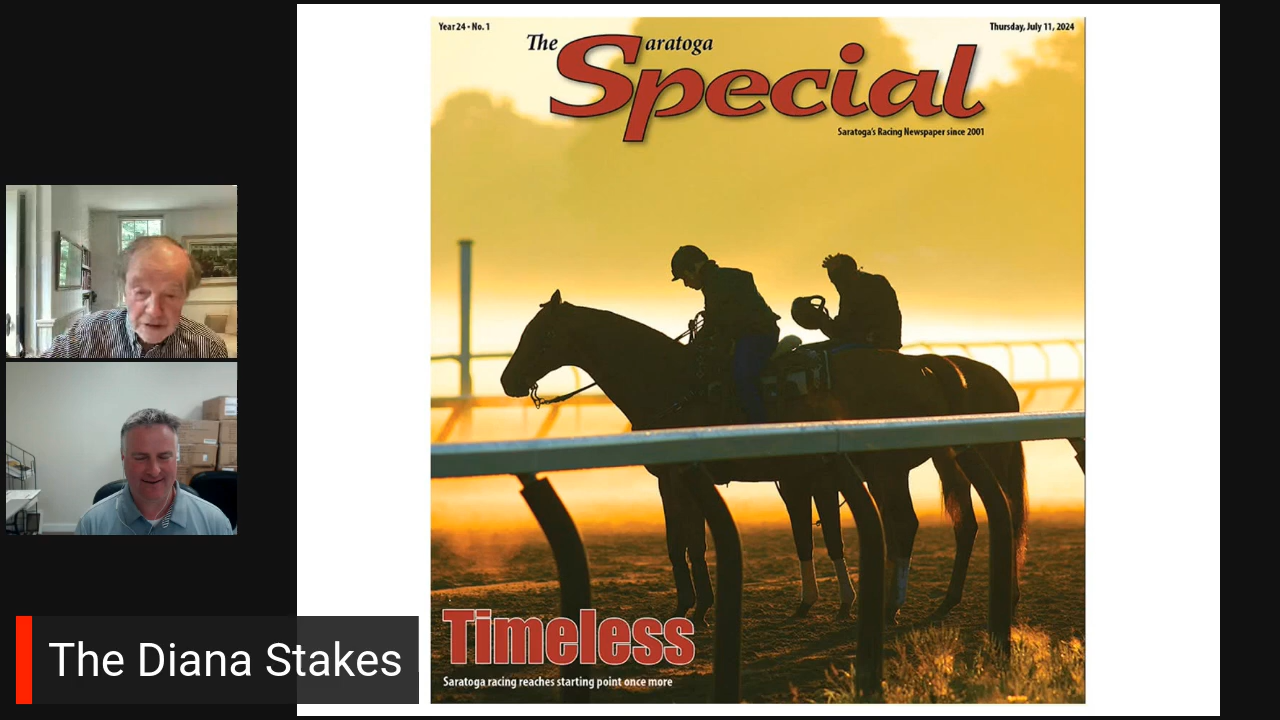 Year 24 • No. 1
Thursday, July 11, 2024
The Saratoga
Special
Saratoga's Racing Newspaper since 2001
Timeless
Saratoga racing reaches starting point once more
The Diana Stakes